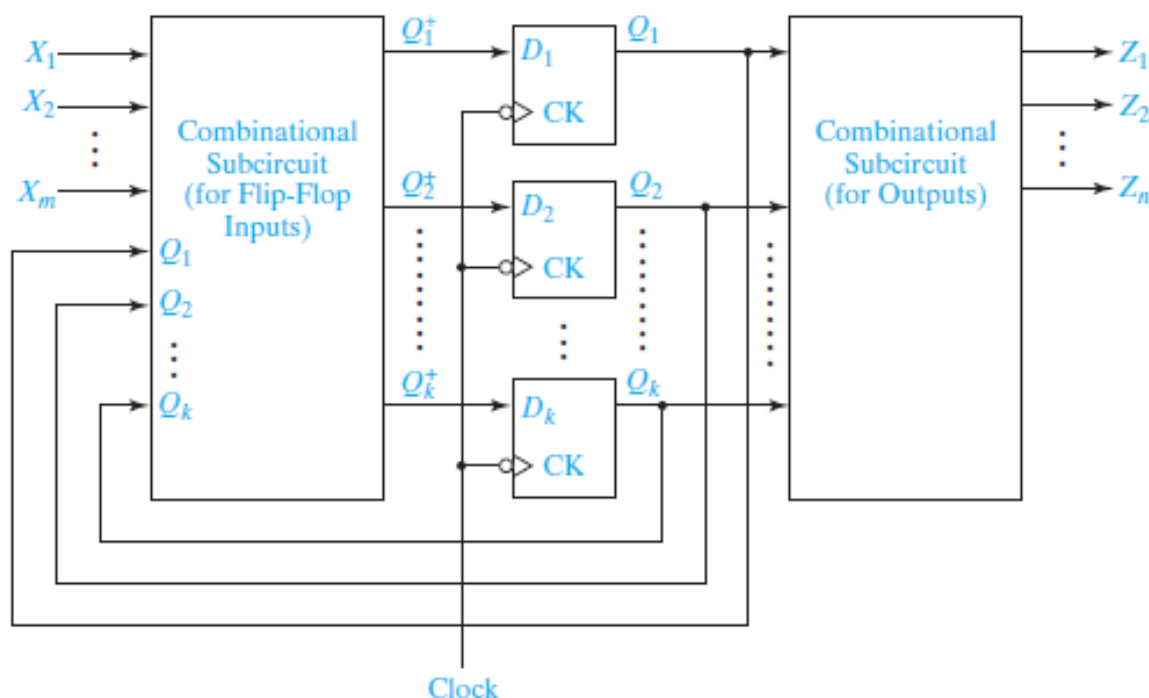 X₁
X₂
Xₘ
Q₁
Q₂
Qₖ
Combinational
Subcircuit
(for Flip-Flop
Inputs)
Q₁⁺
Q₂⁺
Qₖ⁺
D₁
CK
D₂
CK
Dₖ
CK
Q₁
Q₂
Qₖ
Combinational
Subcircuit
(for Outputs)
Z₁
Z₂
Zₙ
Clock